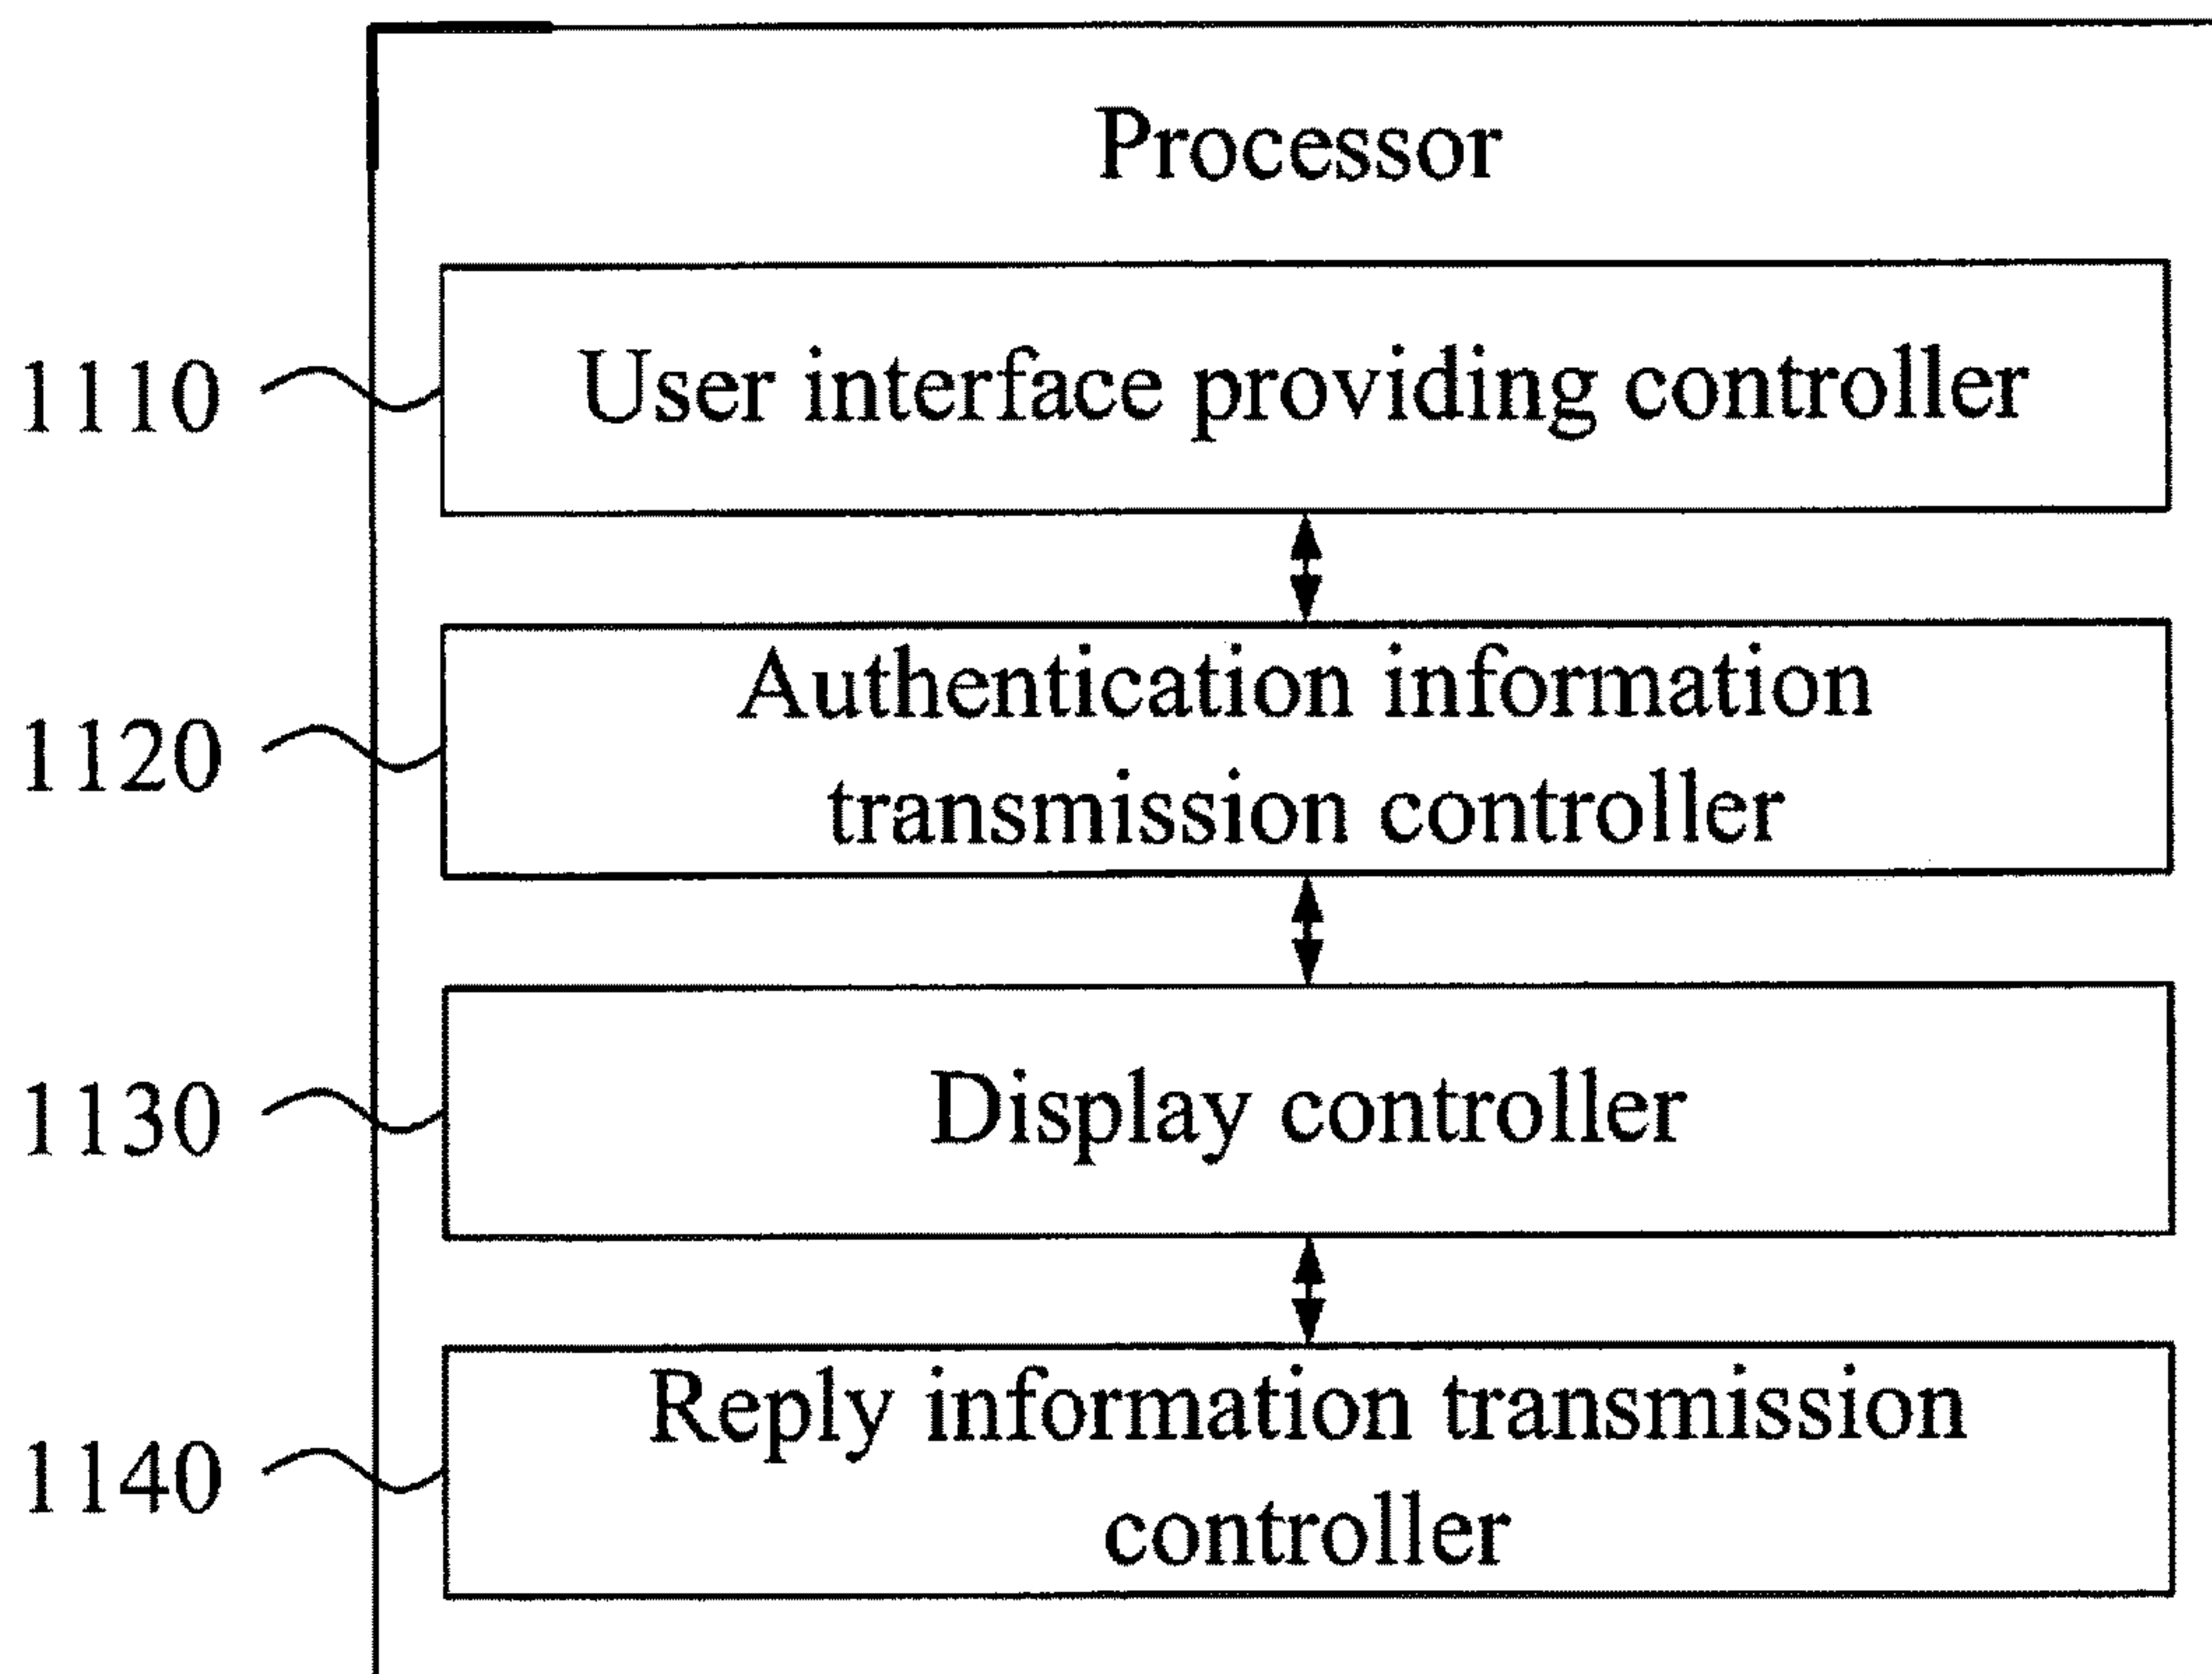 Processor
1110
User interface providing controller
1120
Authentication information
transmission controller
1130
Display controller
1140
Reply information transmission
controller